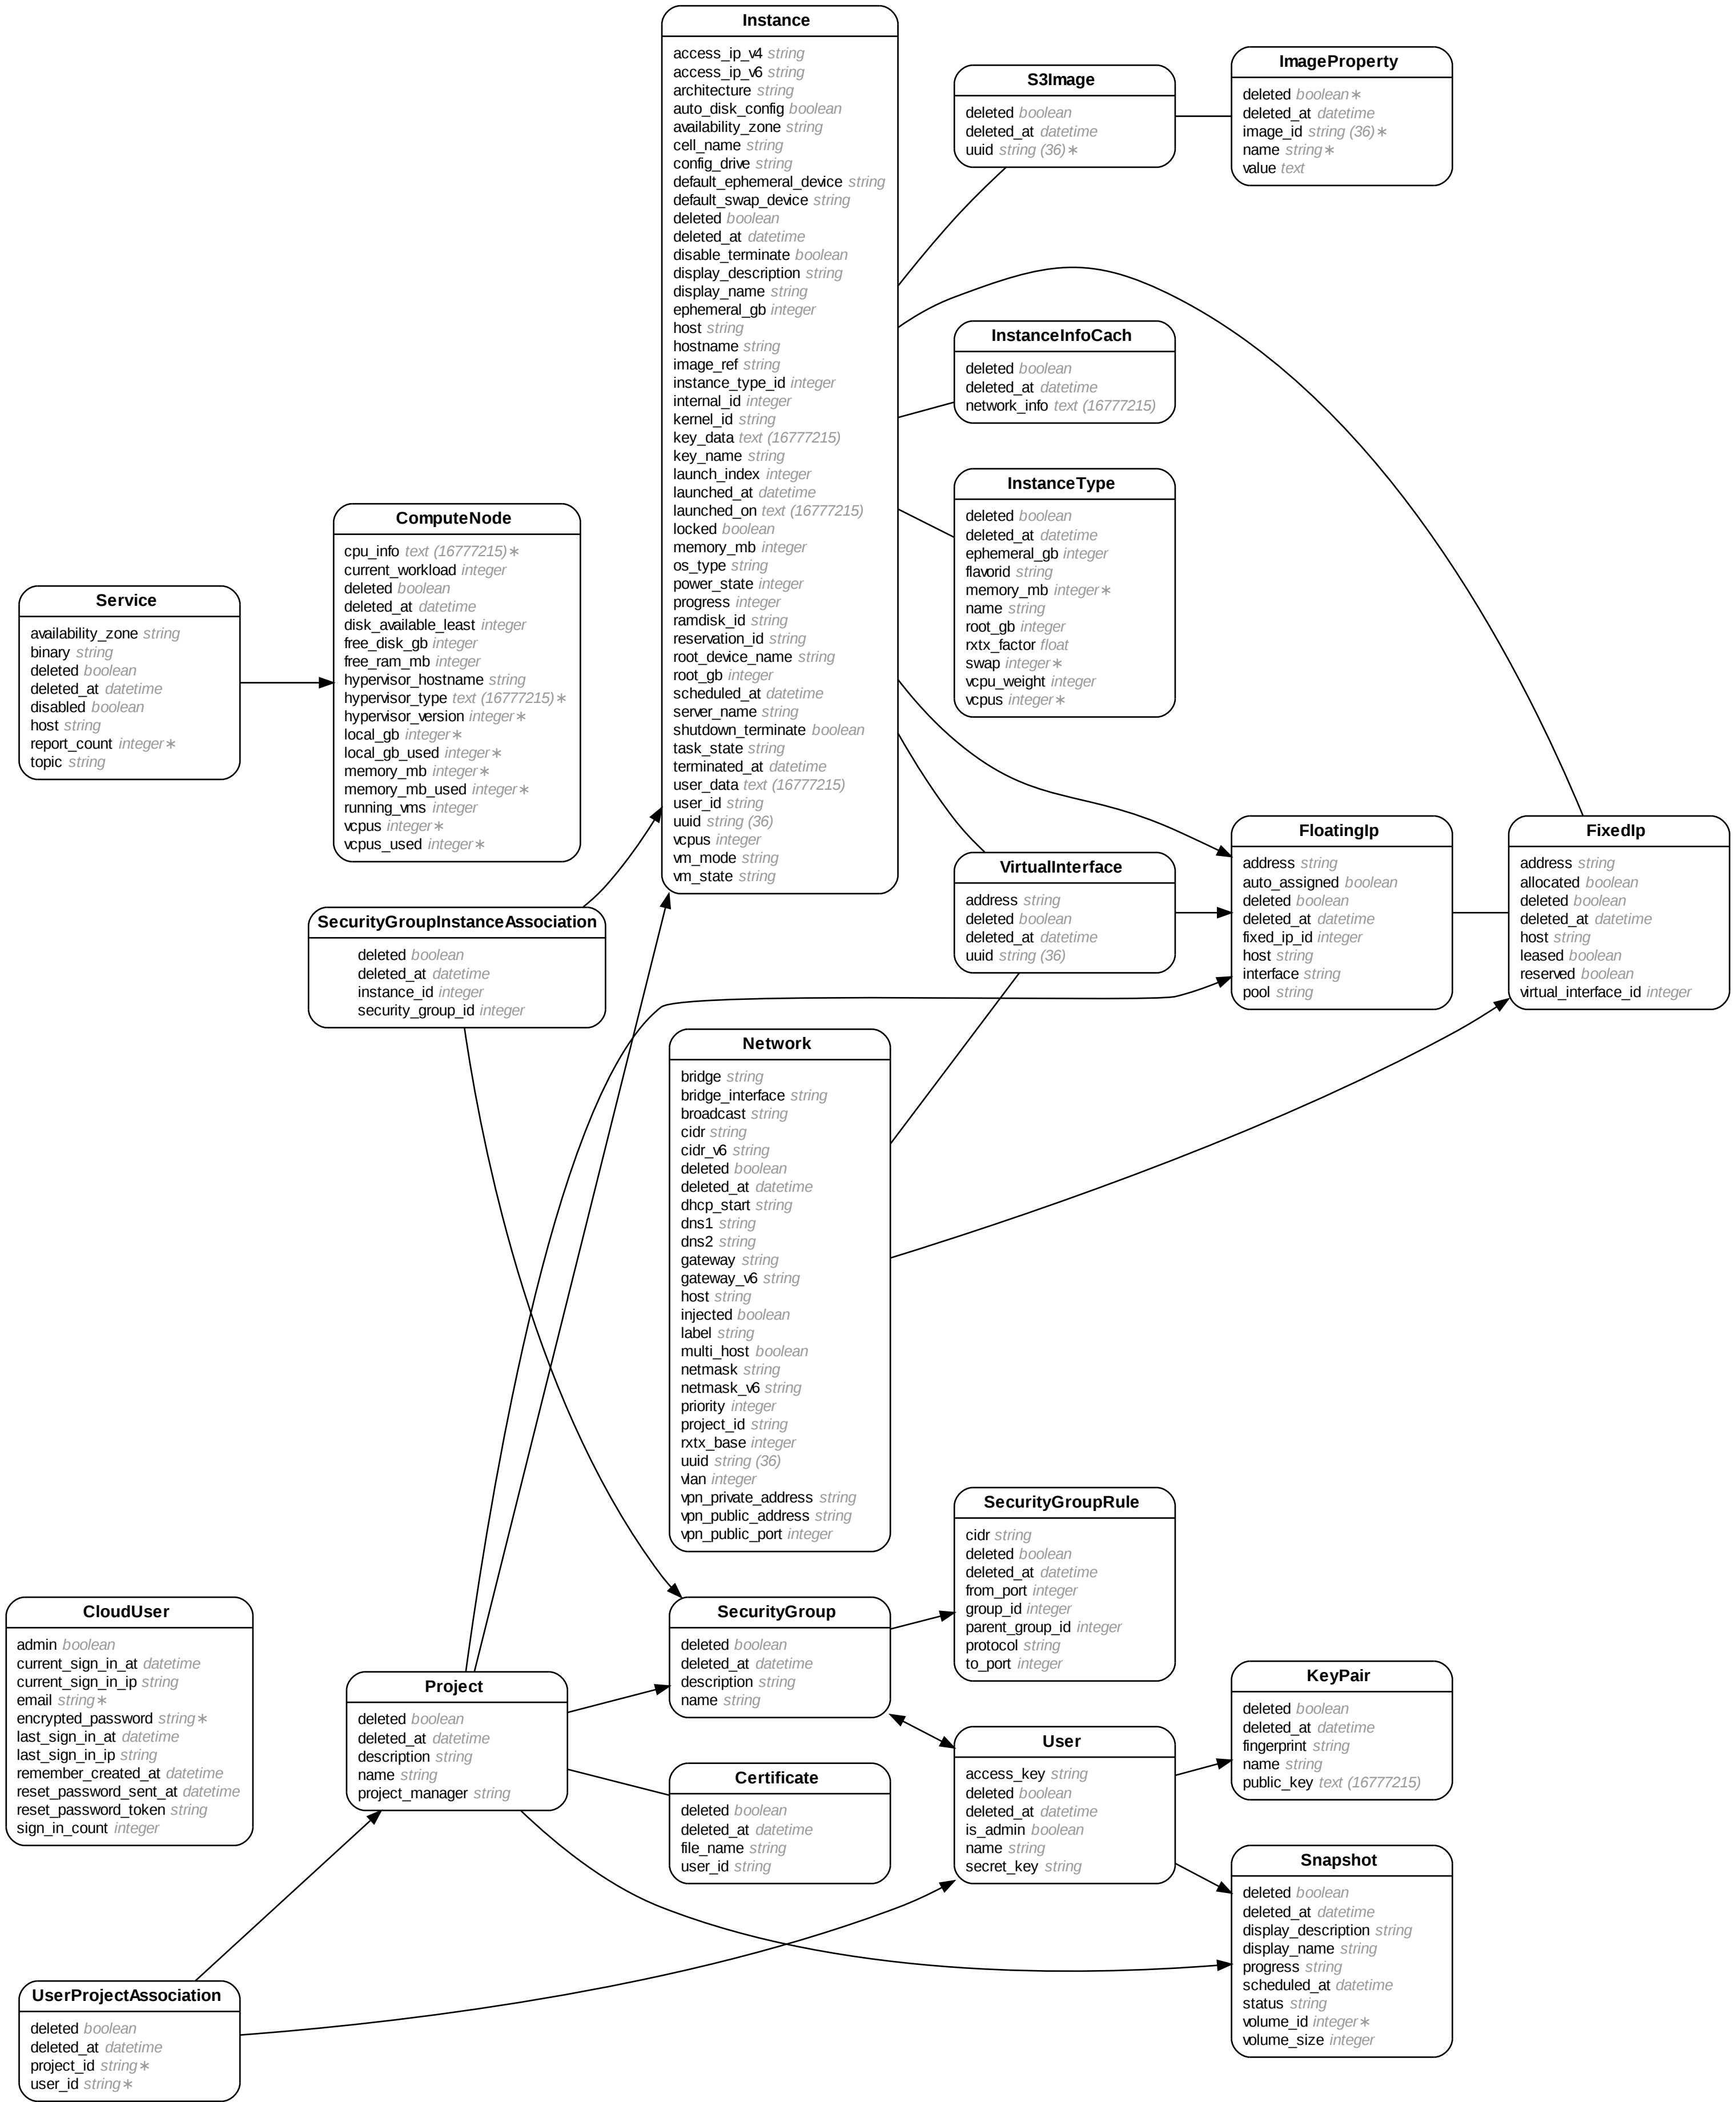 Instance
access_ip_v4 string
access_ip_v6 string
architecture string
auto_disk_config boolean
availability_zone string
cell_name string
config_drive string
default_ephemeral_device string
default_swap_device string
deleted boolean
deleted_at datetime
disable_terminate boolean
display_description string
display_name string
ephemeral_gb integer
host string
hostname string
image_ref string
instance_type_id integer
internal_id integer
kernel_id string
key_data text (16777215)
key_name string
launch_index integer
launched_at datetime
launched_on text (16777215)
locked boolean
memory_mb integer
os_type string
power_state integer
progress integer
ramdisk_id string
reservation_id string
root_device_name string
root_gb integer
scheduled_at datetime
server_name string
shutdown_terminate boolean
task_state string
terminated_at datetime
user_data text (16777215)
user_id string
uuid string (36)
vcpus integer
vm_mode string
vm_state string
S3Image
deleted boolean
deleted_at datetime
uuid string (36)∗
ImageProperty
deleted boolean∗
deleted_at datetime
image_id string (36)∗
name string∗
value text
InstanceInfoCach
deleted boolean
deleted_at datetime
network_info text (16777215)
InstanceType
deleted boolean
deleted_at datetime
ephemeral_gb integer
flavorid string
memory_mb integer∗
name string
root_gb integer
rxtx_factor float
swap integer∗
vcpu_weight integer
vcpus integer∗
ComputeNode
cpu_info text (16777215)∗
current_workload integer
deleted boolean
deleted_at datetime
disk_available_least integer
free_disk_gb integer
free_ram_mb integer
hypervisor_hostname string
hypervisor_type text (16777215)∗
hypervisor_version integer∗
local_gb integer∗
local_gb_used integer∗
memory_mb integer∗
memory_mb_used integer∗
running_vms integer
vcpus integer∗
vcpus_used integer∗
Service
availability_zone string
binary string
deleted boolean
deleted_at datetime
disabled boolean
host string
report_count integer∗
topic string
SecurityGroupInstanceAssociation
deleted boolean
deleted_at datetime
instance_id integer
security_group_id integer
VirtualInterface
address string
deleted boolean
deleted_at datetime
uuid string (36)
FloatingIp
address string
auto_assigned boolean
deleted boolean
deleted_at datetime
fixed_ip_id integer
host string
interface string
pool string
FixedIp
address string
allocated boolean
deleted boolean
deleted_at datetime
host string
leased boolean
reserved boolean
virtual_interface_id integer
Network
bridge string
bridge_interface string
broadcast string
cidr string
cidr_v6 string
deleted boolean
deleted_at datetime
dhcp_start string
dns1 string
dns2 string
gateway string
gateway_v6 string
host string
injected boolean
label string
multi_host boolean
netmask string
netmask_v6 string
priority integer
project_id string
rxtx_base integer
uuid string (36)
vlan integer
vpn_private_address string
vpn_public_address string
vpn_public_port integer
SecurityGroupRule
cidr string
deleted boolean
deleted_at datetime
from_port integer
group_id integer
parent_group_id integer
protocol string
to_port integer
CloudUser
admin boolean
current_sign_in_at datetime
current_sign_in_ip string
email string∗
encrypted_password string∗
last_sign_in_at datetime
last_sign_in_ip string
remember_created_at datetime
reset_password_sent_at datetime
reset_password_token string
sign_in_count integer
SecurityGroup
deleted boolean
deleted_at datetime
description string
name string
Project
deleted boolean
deleted_at datetime
description string
name string
project_manager string
KeyPair
deleted boolean
deleted_at datetime
fingerprint string
name string
public_key text (16777215)
User
access_key string
deleted boolean
deleted_at datetime
is_admin boolean
name string
secret_key string
Certificate
deleted boolean
deleted_at datetime
file_name string
user_id string
Snapshot
deleted boolean
deleted_at datetime
display_description string
display_name string
progress string
scheduled_at datetime
status string
volume_id integer∗
volume_size integer
UserProjectAssociation
deleted boolean
deleted_at datetime
project_id string∗
user_id string∗